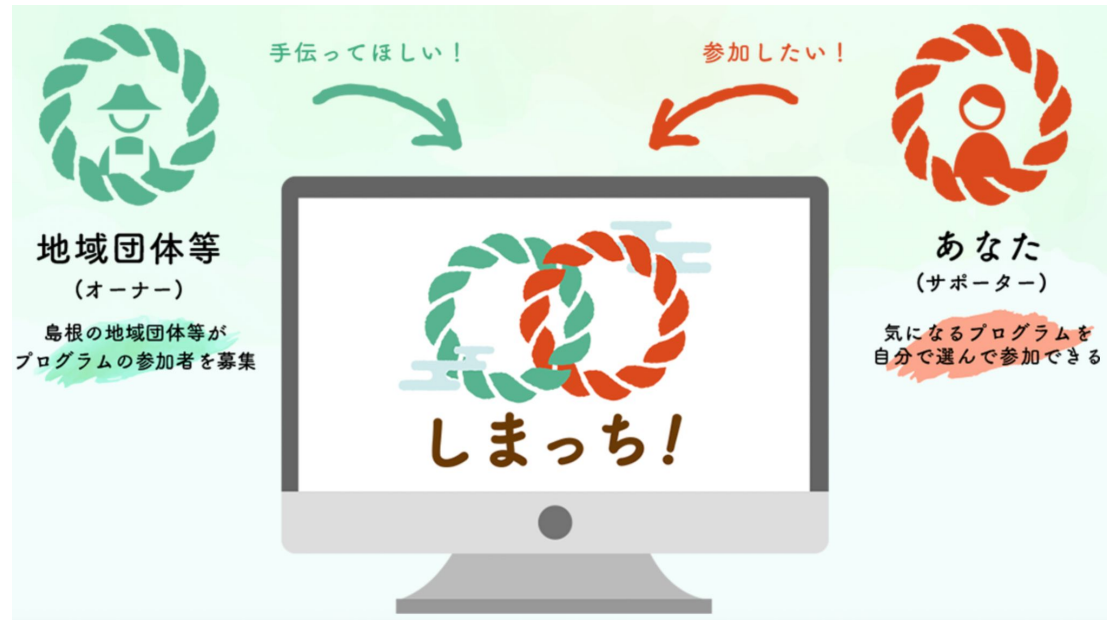 手伝ってほしい!
参加したい!
地域団体等
(オーナー)
島根の地域団体等が
プログラムの参加者を募集
しまっち!
あなた
(サポーター)
気になるプログラムを
自分で選んで参加できる